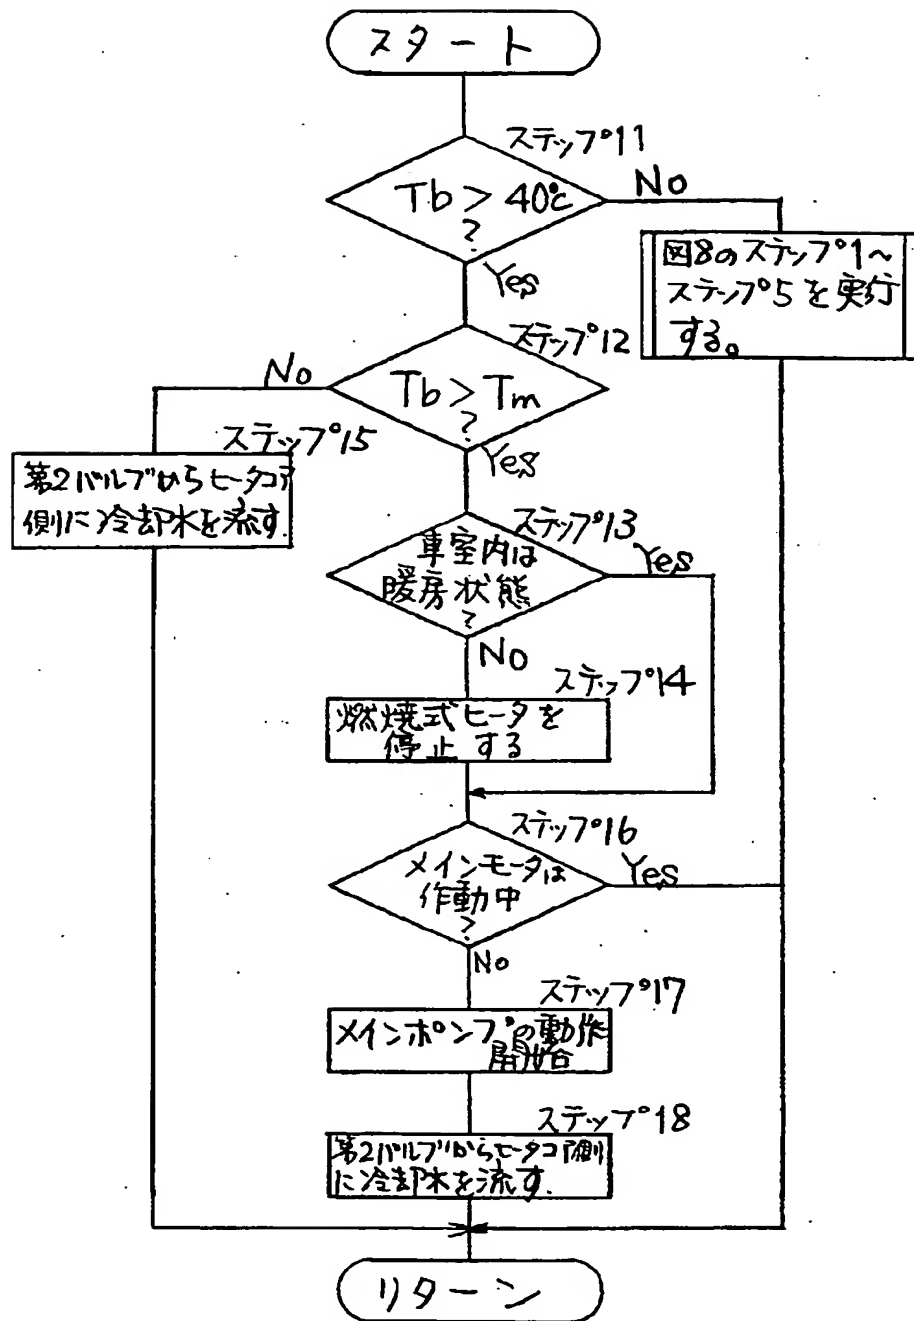 スタート
ステップ11
Tb > 40℃
?
No
Yes
図8のステップ1～
ステップ5を実行
する。
ステップ12
Tb > Tm
?
No
Yes
ステップ15
第2バルブからヒータコア
側に冷却水を流す.
ステップ13
車室内は
暖房状態
?
Yes
No
ステップ14
燃焼式ヒータを
停止する
ステップ16
メインモータは
作動中
?
Yes
No
ステップ17
メインポンプの動作
開始
ステップ18
第2バルブからヒータコア側
に冷却水を流す.
リターン